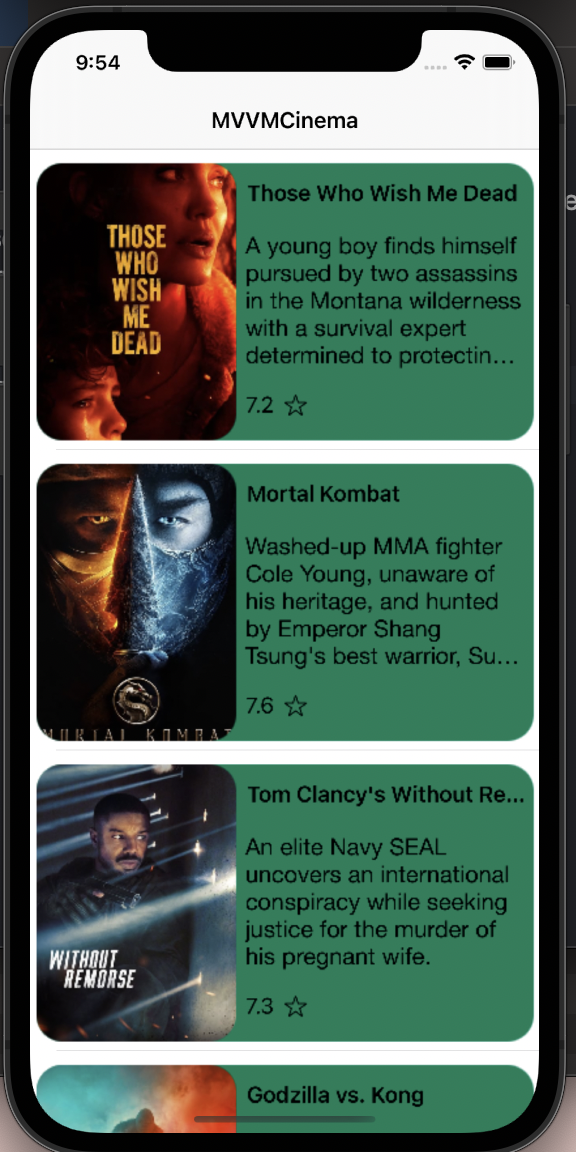 9:54
MVVMCinema
THOSE
WHO
WISH
ME
DEAD
Those Who Wish Me Dead
A young boy finds himself
pursued by two assassins
in the Montana wilderness
with a survival expert
determined to protectin...
7.2
MORTAL KOMBAT
Mortal Kombat
Washed-up MMA fighter
Cole Young, unaware of
his heritage, and hunted
by Emperor Shang
Tsung's best warrior, Su...
7.6
WITHOUT
REMORSE
Tom Clancy's Without Re...
An elite Navy SEAL
uncovers an international
conspiracy while seeking
justice for the murder of
his pregnant wife.
7.3
Godzilla vs. Kong